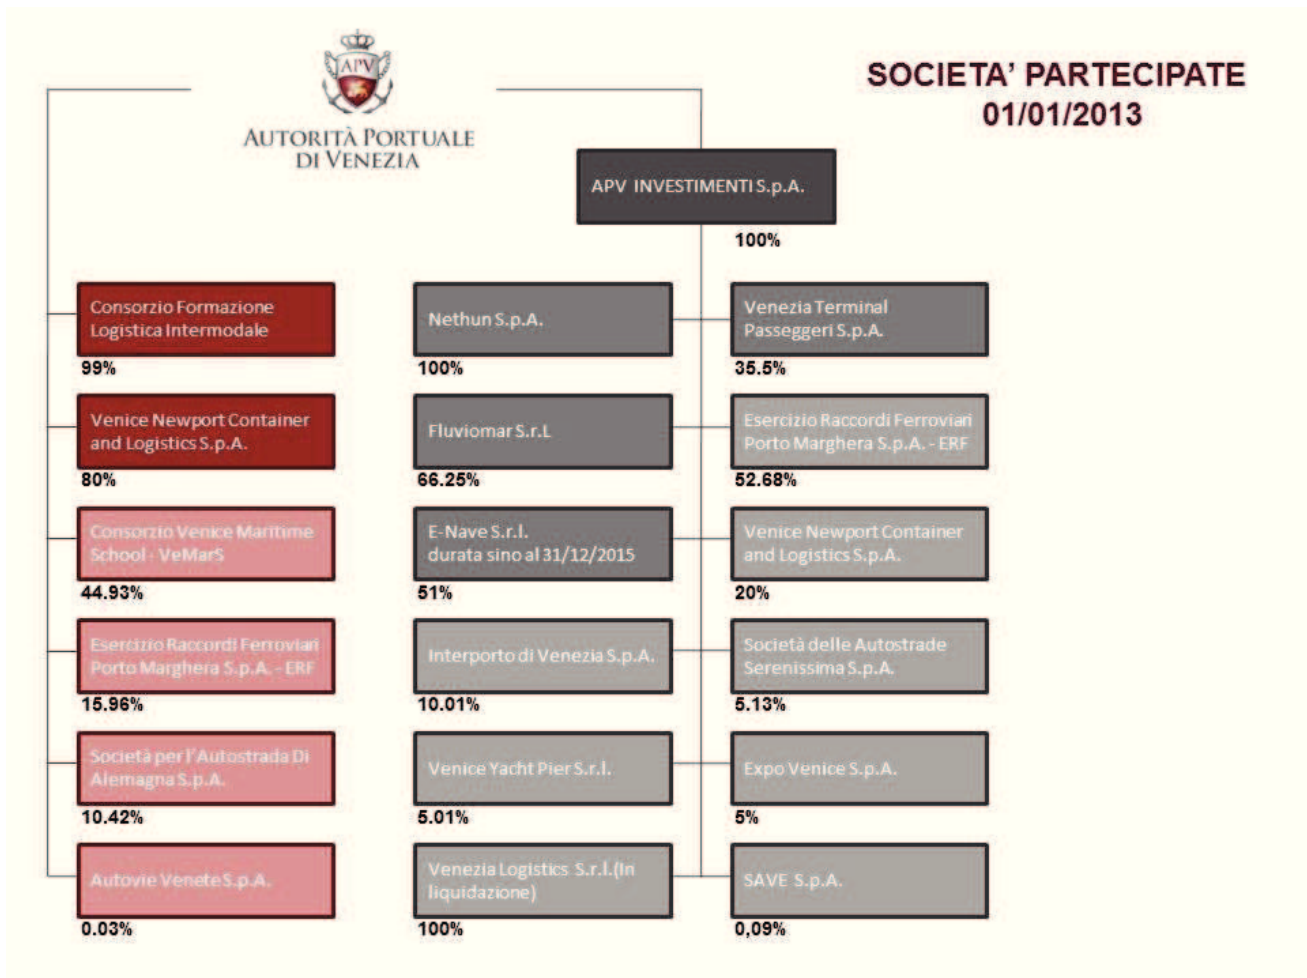 APV
AUTORITÀ PORTUALE
DI VENEZIA
SOCIETA' PARTECIPATE
01/01/2013
APV INVESTIMENTI S.p.A.
100%
Consorzio Formazione
Logistica Intermodale
99%
Venice Newport Container
and Logistics S.p.A.
80%
Consorzio Venice Maritime
School - VeMarS
44.93%
Esercizio Raccordi Ferroviari
Porto Marghera S.p.A. - ERF
15.96%
Società per l'Autostrada Di
Alemagna S.p.A.
10.42%
Autovie Venete S.p.A.
0.03%
Nethun S.p.A.
100%
Fluviomar S.r.L
66.25%
E-Nave S.r.l.
durata sino al 31/12/2015
51%
Interporto di Venezia S.p.A.
10.01%
Venice Yacht Pier S.r.l.
5.01%
Venezia Logistics S.r.l.(In
liquidazione)
100%
Venezia Terminal
Passeggeri S.p.A.
35.5%
Esercizio Raccordi Ferroviari
Porto Marghera S.p.A. - ERF
52.68%
Venice Newport Container
and Logistics S.p.A.
20%
Società delle Autostrade
Serenissima S.p.A.
5.13%
Expo Venice S.p.A.
5%
SAVE S.p.A.
0,09%